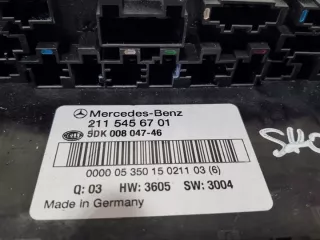 Mercedes-Benz
211 545 67 01
5DK 008 047-46
0000 05 350 15 0211 03 (6)
Q: 03 HW: 3605 SW: 3004
Made in Germany